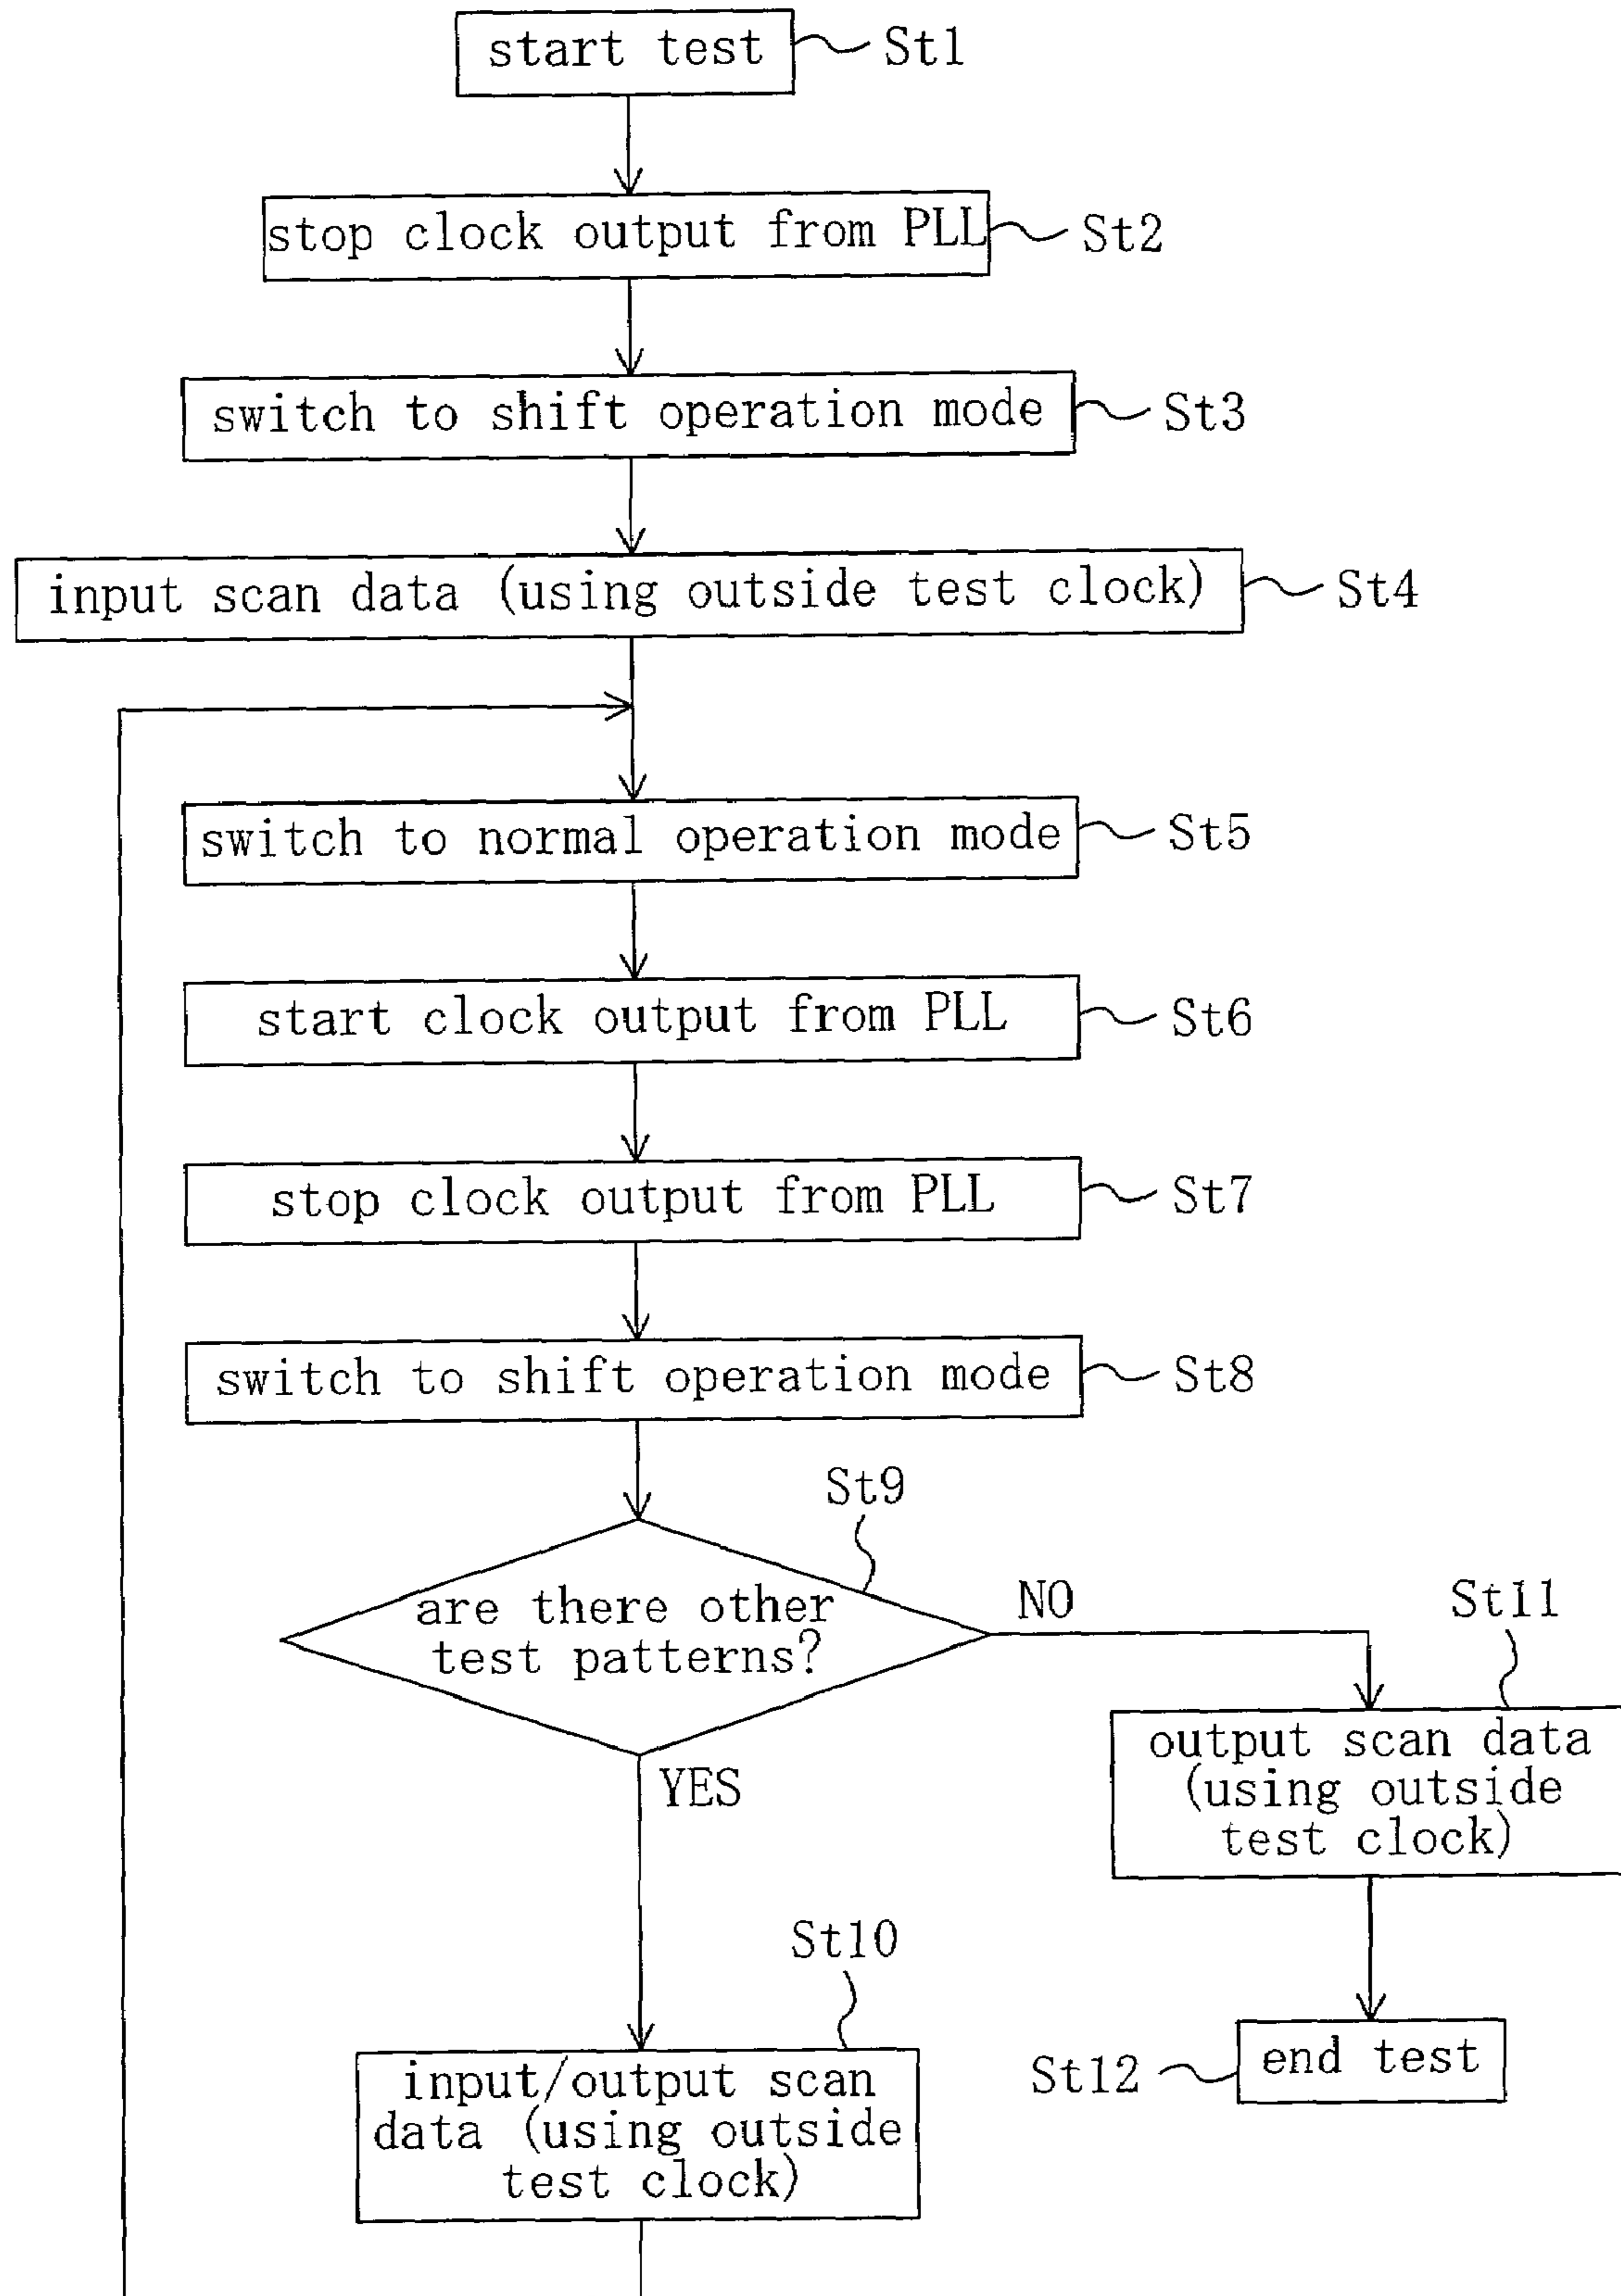 start test St1
stop clock output from PLL St2
switch to shift operation mode St3
input scan data (using outside test clock) St4
switch to normal operation mode St5
start clock output from PLL St6
stop clock output from PLL St7
switch to shift operation mode St8
St9
are there other
test patterns?
NO
YES
St11
output scan data
(using outside
test clock)
St10
input/output scan
data (using outside
test clock)
St12 end test